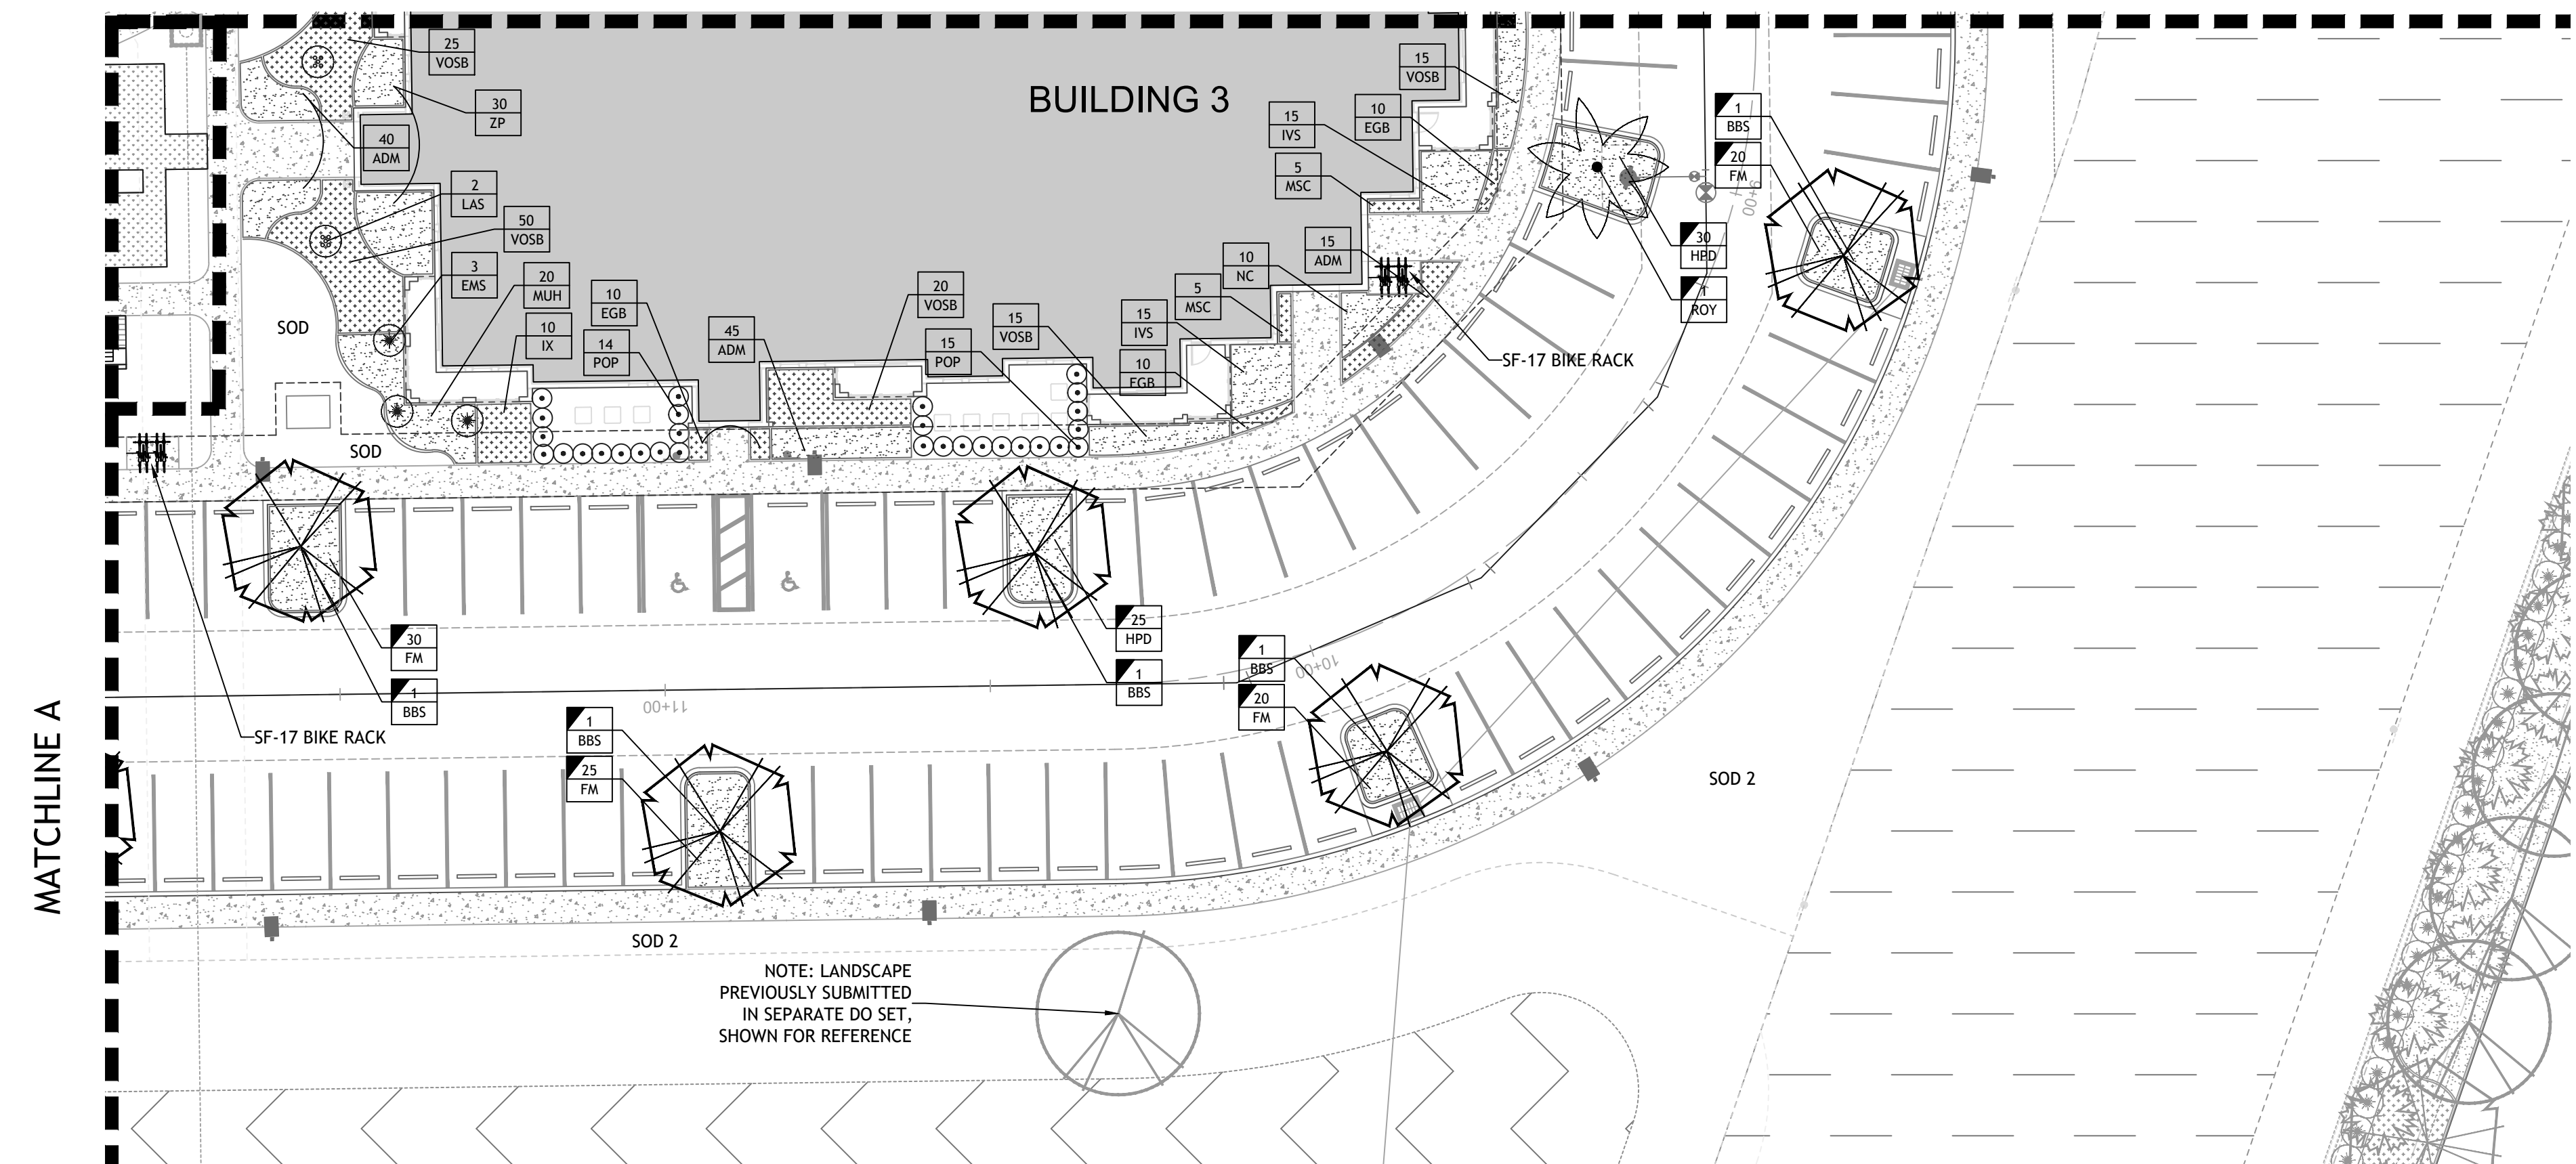 BUILDING 3
25
VOSB
30
ZP
40
ADM
2
LAS
50
VOSB
3
EMS
20
MUH
10
IX
10
EGB
14
POP
45
ADM
20
VOSB
15
POP
15
VOSB
15
IVS
10
EGB
5
MSC
10
NC
15
ADM
5
MSC
15
IVS
10
EGB
15
VOSB
1
BBS
20
FM
30
HPD
1
ROY
9+00
SOD
SOD
SF-17 BIKE RACK
30
FM
1
BBS
25
HPD
1
BBS
1
BBS
20
FM
10+00
11+00
SF-17 BIKE RACK
1
BBS
25
FM
SOD 2
SOD 2
MATCHLINE A
NOTE: LANDSCAPE
PREVIOUSLY SUBMITTED
IN SEPARATE DO SET,
SHOWN FOR REFERENCE